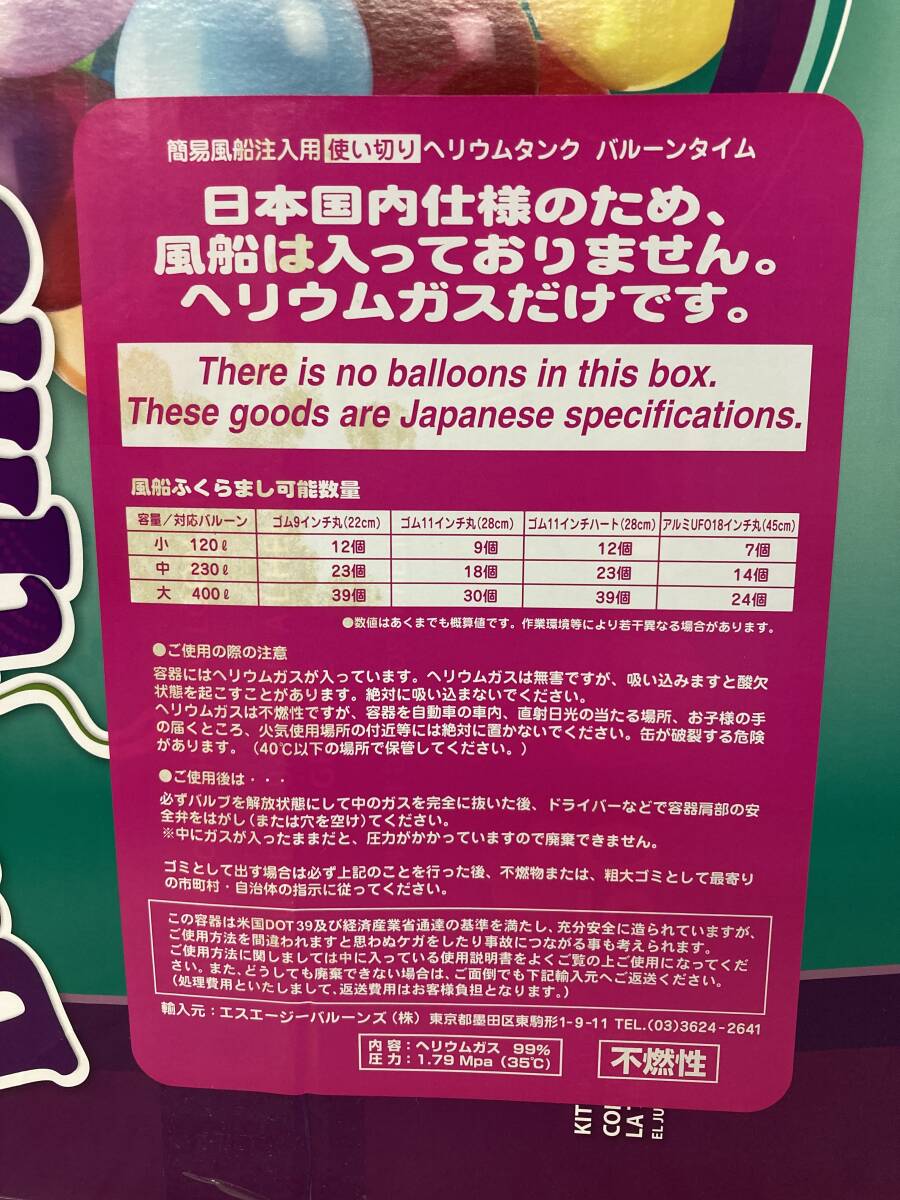 簡易風船注入用 使い切り ヘリウムタンク バルーンタイム
日本国内仕様のため、
風船は入っておりません。
ヘリウムガスだけです。
There is no balloons in this box.
These goods are Japanese specifications.
風船ふくらまし可能数量
容量/対応バルーン ゴム9インチ丸(22cm) ゴム11インチ丸(28cm) ゴム11インチハート(28cm) アルミUFO18インチ丸(45cm)
小 120ℓ 12個 9個 12個 7個
中 230ℓ 23個 18個 23個 14個
大 400ℓ 39個 30個 39個 24個
●数値はあくまでも概算値です。作業環境等により若干異なる場合があります。
●ご使用の際の注意
容器にはヘリウムガスが入っています。ヘリウムガスは無害ですが、吸い込みますと酸欠
状態を起こすことがあります。絶対に吸い込まないでください。
ヘリウムガスは不燃性ですが、容器を自動車の車内、直射日光の当たる場所、お子様の手
の届くところ、火気使用場所の付近等には絶対に置かないでください。缶が破裂する危険
があります。(40℃以下の場所で保管してください。)
●ご使用後は・・・
必ずバルブを解放状態にして中のガスを完全に抜いた後、ドライバーなどで容器肩部の安
全弁をはがし(または穴を空け)てください。
※中にガスが入ったままだと、圧力がかかっていますので廃棄できません。
ゴミとして出す場合は必ず上記のことを行った後、不燃物または、粗大ゴミとして最寄り
の市町村・自治体の指示に従ってください。
この容器は米国DOT39及び経済産業省通達の基準を満たし、充分安全に造られていますが、
ご使用方法を間違われますと思わぬケガをしたり事故につながる事も考えられます。
ご使用方法に関しましては中に入っている使用説明書をよくご覧の上ご使用になってくだ
さい。また、どうしても廃棄できない場合は、ご面倒でも下記輸入元へご返送ください。
(処理費用といたしまして、返送費用はお客様負担となります。)
輸入元:エスエージーバルーンズ(株) 東京都墨田区東駒形1-9-11 TEL.(03)3624-2641
内容:ヘリウムガス 99%
圧力:1.79 Mpa (35℃)
不燃性
KIT
LA
EL JU